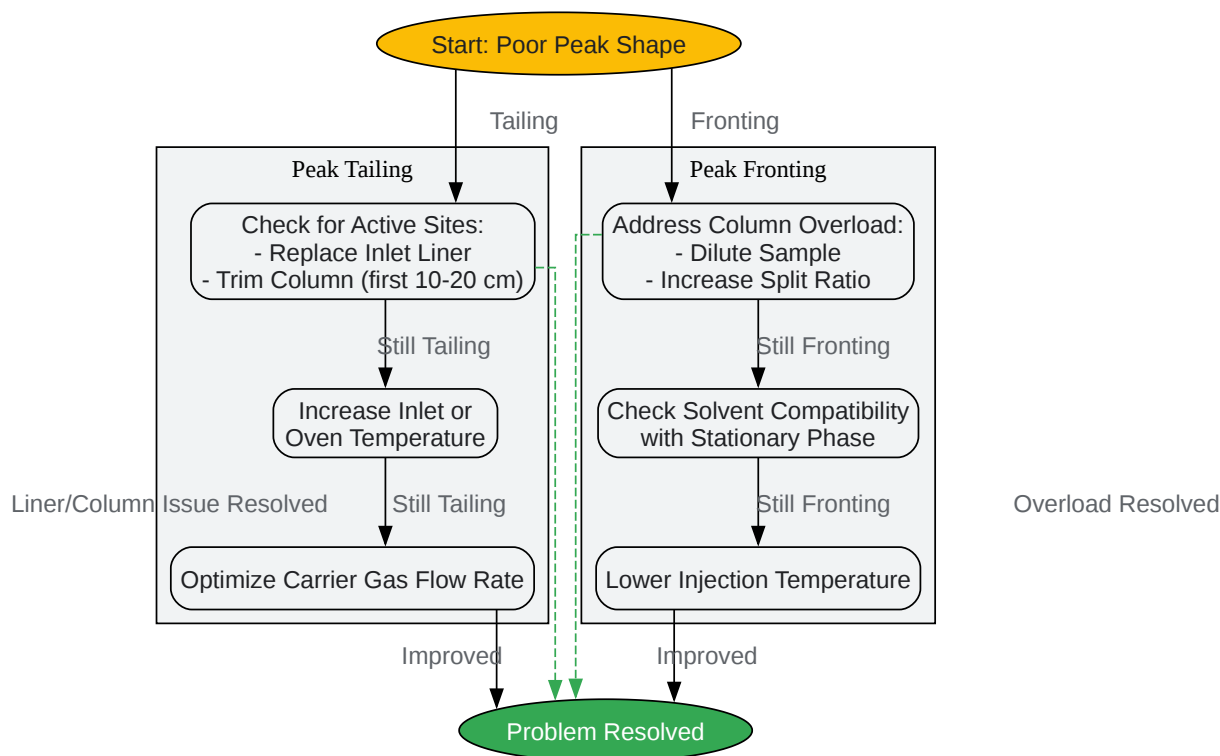 Start: Poor Peak Shape
Tailing
Fronting
Peak Tailing
Check for Active Sites:
- Replace Inlet Liner
- Trim Column (first 10-20 cm)
Still Tailing
Increase Inlet or
Oven Temperature
Still Tailing
Liner/Column Issue Resolved
Optimize Carrier Gas Flow Rate
Improved
Peak Fronting
Address Column Overload:
- Dilute Sample
- Increase Split Ratio
Still Fronting
Check Solvent Compatibility
with Stationary Phase
Still Fronting
Overload Resolved
Lower Injection Temperature
Improved
Problem Resolved